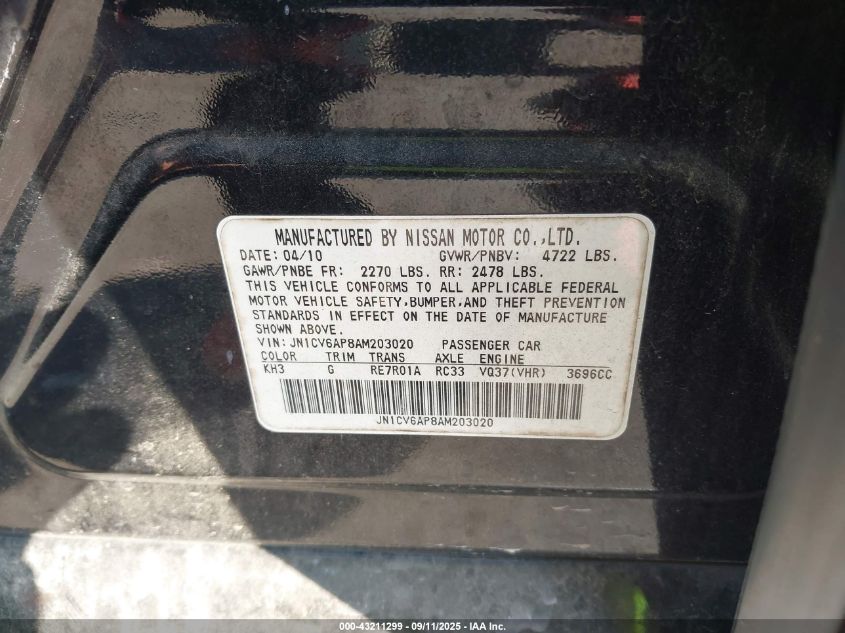 MANUFACTURED BY NISSAN MOTOR CO.,LTD.
DATE: 04/10 GVWR/PNBV: 4722 LBS.
GAWR/PNBE FR: 2270 LBS. RR: 2478 LBS.
THIS VEHICLE CONFORMS TO ALL APPLICABLE FEDERAL
MOTOR VEHICLE SAFETY,BUMPER,AND THEFT PREVENTION
STANDARDS IN EFFECT ON THE DATE OF MANUFACTURE
SHOWN ABOVE.
VIN: JN1CV6AP8AM203020 PASSENGER CAR
COLOR TRIM TRANS AXLE ENGINE
KH3 G RE7R01A RC33 VQ37(VHR) 3696CC
JN1CV6AP8AM203020
000-43211299 - 09/11/2025 - IAA Inc.